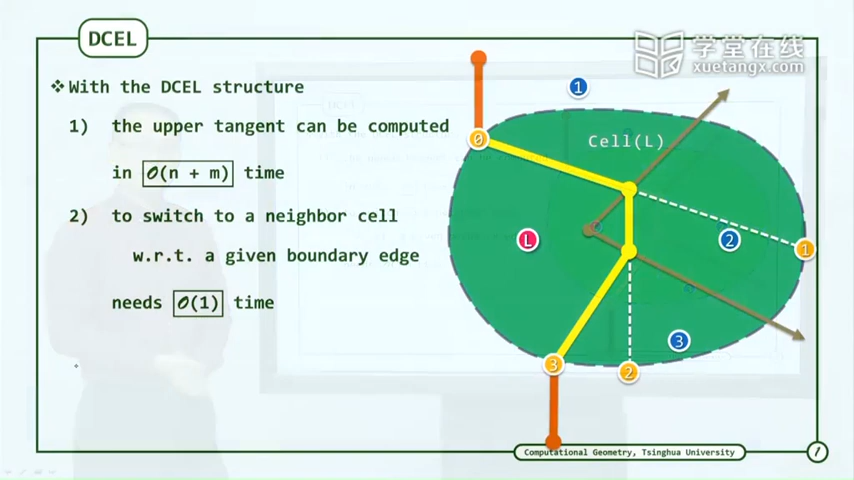 DCEL
学堂在线
xuetangx.com
❖ With the DCEL structure
1) the upper tangent can be computed
in O(n + m) time
2) to switch to a neighbor cell
w.r.t. a given boundary edge
needs O(1) time
1
0
Cell(L)
L
2
1
3
3
2
Computational Geometry, Tsinghua University